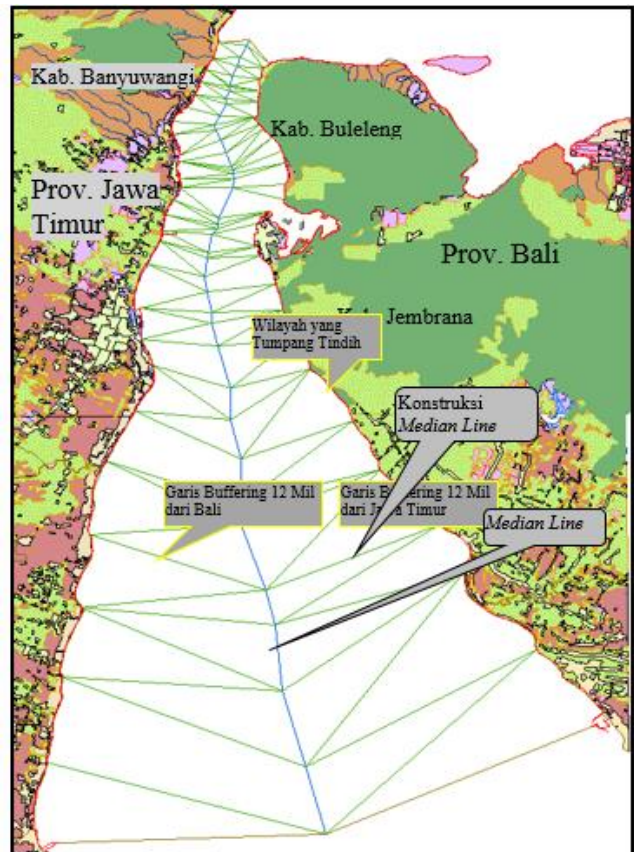 Kab. Banyuwangi
Kab. Buleleng
Prov. Jawa
Timur
Prov. Bali
Jembrana
Wilayah yang
Tumpang Tindih
Konstruksi
Median Line
Garis Buffering 12 Mil
dari Bali
Garis Buffering 12 Mil
dari Jawa Timur
Median Line